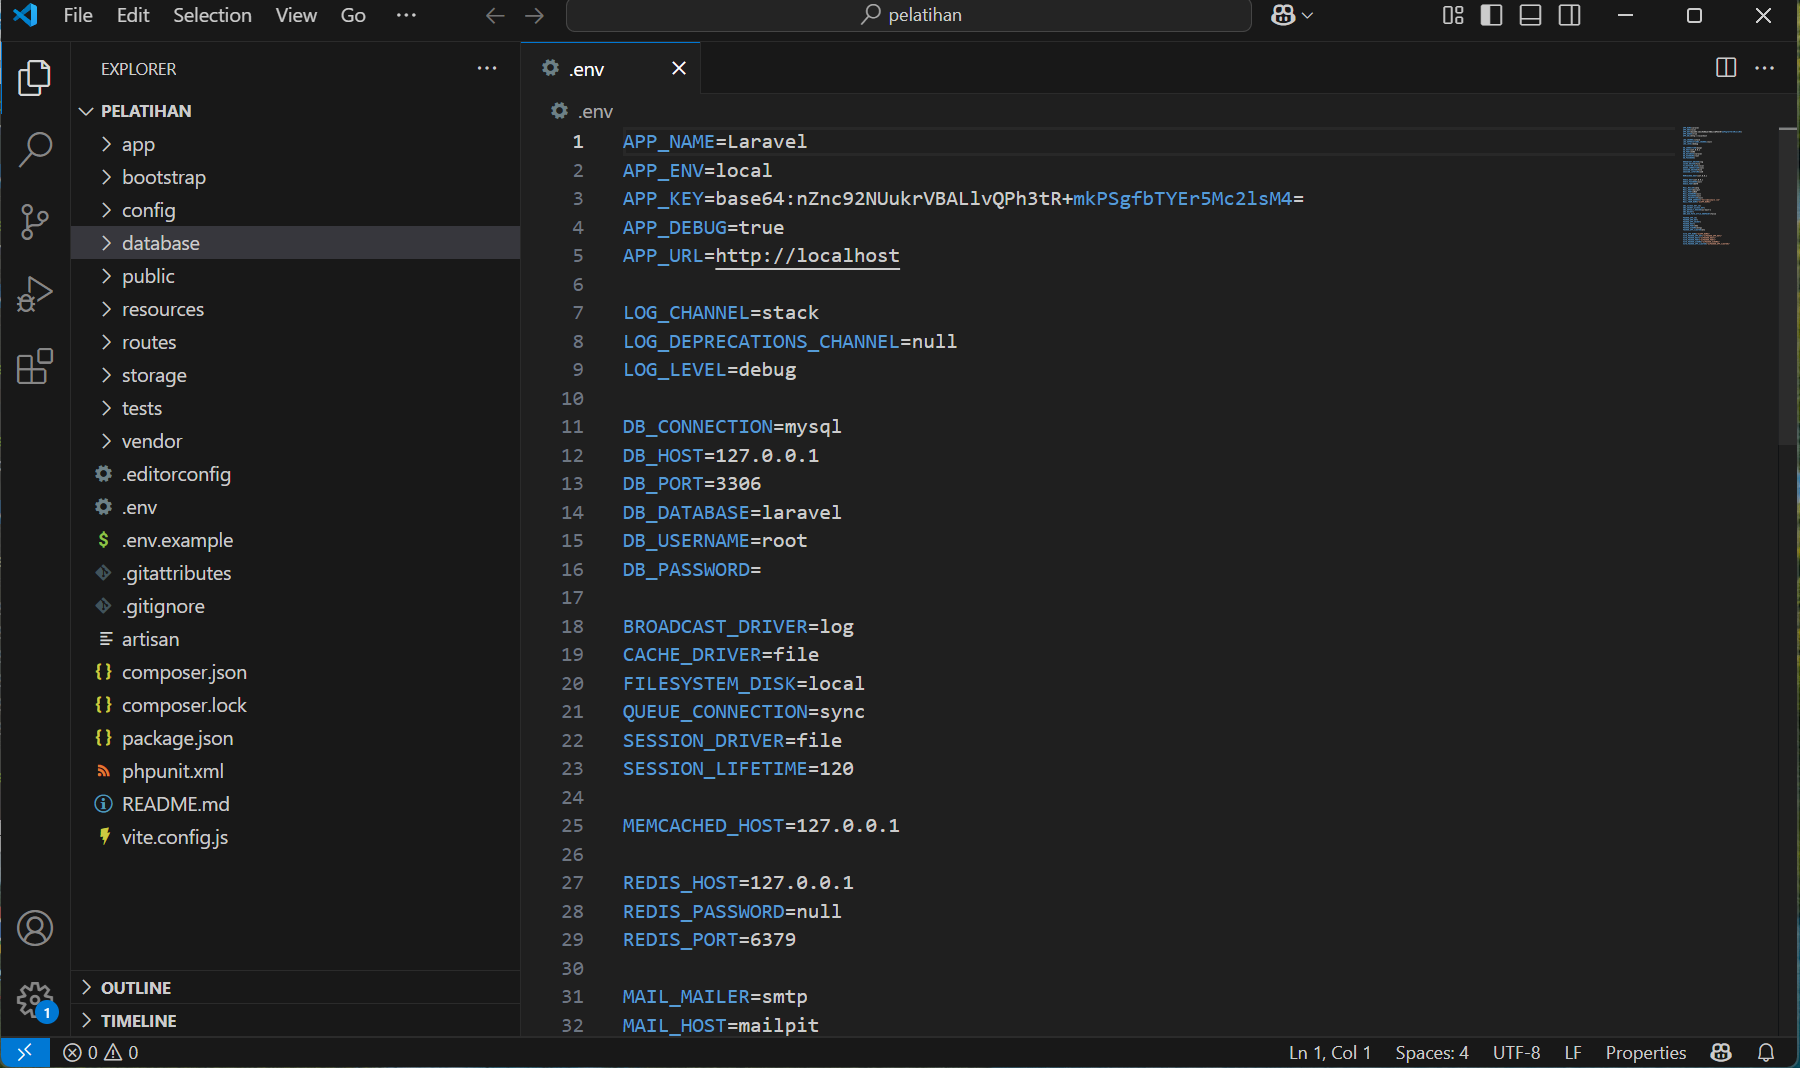 File Edit Selection View Go ··· pelatihan
EXPLORER ···
PELATIHAN
app
bootstrap
config
database
public
resources
routes
storage
tests
vendor
.editorconfig
.env
.env.example
.gitattributes
.gitignore
artisan
composer.json
composer.lock
package.json
phpunit.xml
README.md
vite.config.js
OUTLINE
TIMELINE
1
.env
.env
1 APP_NAME=Laravel
2 APP_ENV=local
3 APP_KEY=base64:nZnc92NUukrVBALlvQPh3tR+mkPSgfbTYEr5Mc2lsM4=
4 APP_DEBUG=true
5 APP_URL=http://localhost
6
7 LOG_CHANNEL=stack
8 LOG_DEPRECATIONS_CHANNEL=null
9 LOG_LEVEL=debug
10
11 DB_CONNECTION=mysql
12 DB_HOST=127.0.0.1
13 DB_PORT=3306
14 DB_DATABASE=laravel
15 DB_USERNAME=root
16 DB_PASSWORD=
17
18 BROADCAST_DRIVER=log
19 CACHE_DRIVER=file
20 FILESYSTEM_DISK=local
21 QUEUE_CONNECTION=sync
22 SESSION_DRIVER=file
23 SESSION_LIFETIME=120
24
25 MEMCACHED_HOST=127.0.0.1
26
27 REDIS_HOST=127.0.0.1
28 REDIS_PASSWORD=null
29 REDIS_PORT=6379
30
31 MAIL_MAILER=smtp
32 MAIL_HOST=mailpit
0 0 Ln 1, Col 1 Spaces: 4 UTF-8 LF Properties